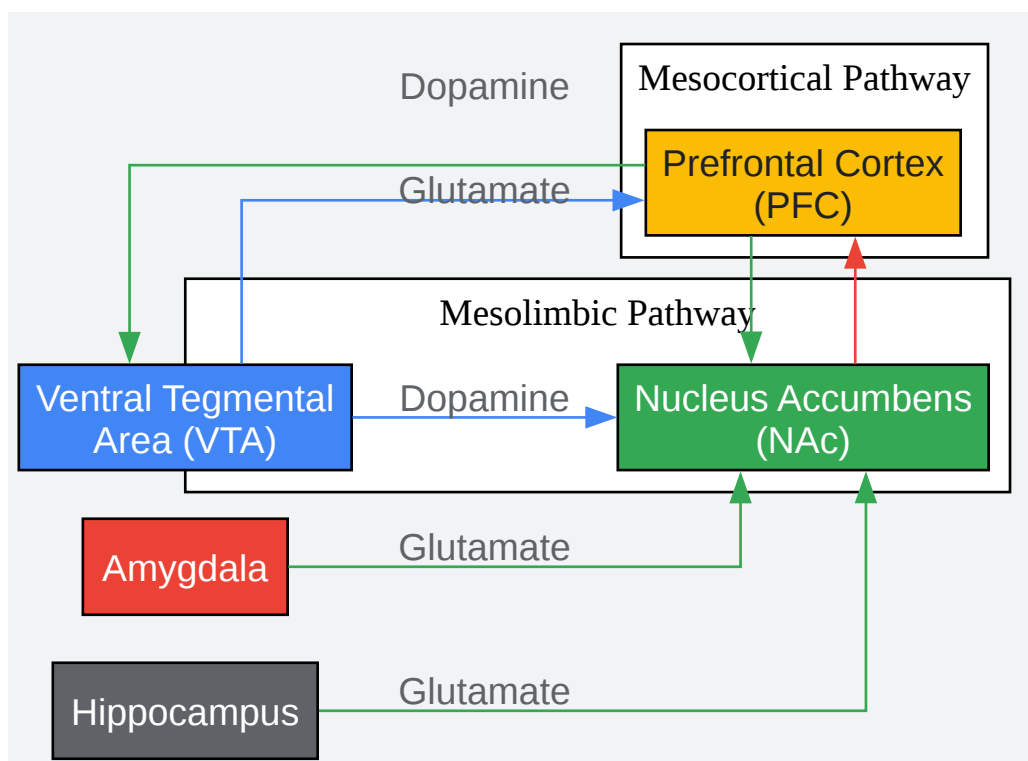 Dopamine
Mesocortical Pathway
Prefrontal Cortex
(PFC)
Glutamate
Mesolimbic Pathway
Ventral Tegmental
Area (VTA)
Dopamine
Nucleus Accumbens
(NAc)
Amygdala
Glutamate
Hippocampus
Glutamate